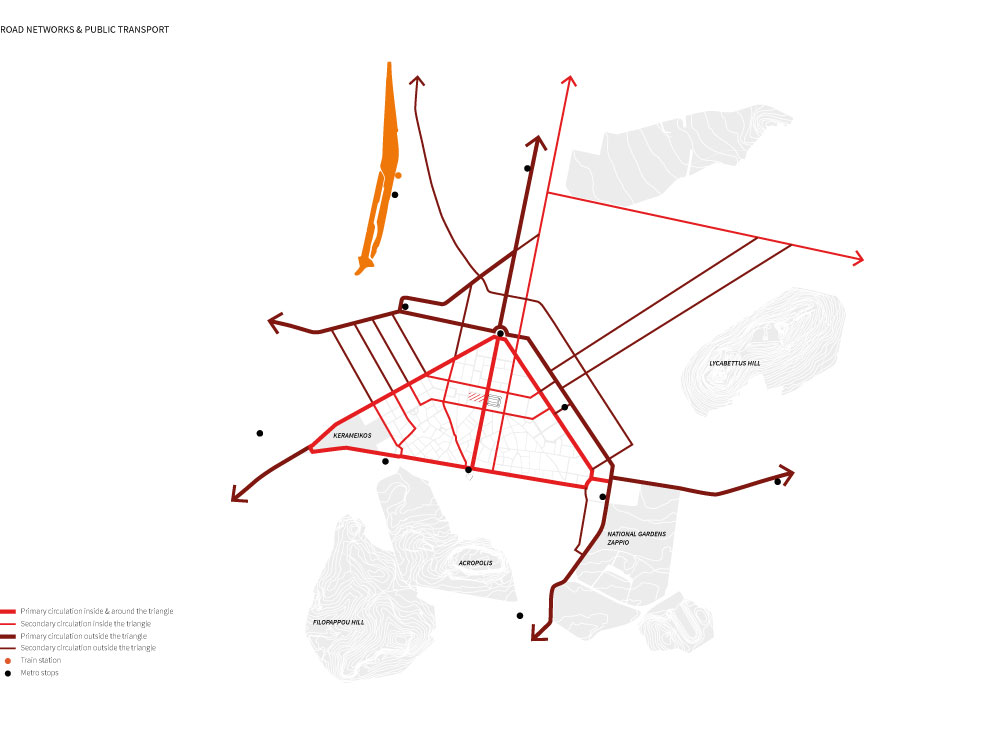 ROAD NETWORKS & PUBLIC TRANSPORT
LYCABETTUS HILL
KERAMEIKOS
NATIONAL GARDENS
ZAPPIO
ACROPOLIS
FILOPAPPOU HILL
Primary circulation inside & around the triangle
Secondary circulation inside the triangle
Primary circulation outside the triangle
Secondary circulation outside the triangle
Train station
Metro stops